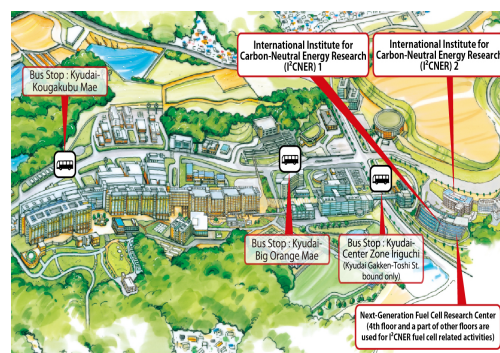 International Institute for
Carbon-Neutral Energy Research
(I²CNER) 1
International Institute for
Carbon-Neutral Energy Research
(I²CNER) 2
Bus Stop : Kyudai-
Kougakubu Mae
Bus Stop : Kyudai-
Big Orange Mae
Bus Stop : Kyudai-
Center Zone Iriguchi
(Kyudai Gakken-Toshi St.
bound only)
Next-Generation Fuel Cell Research Center
(4th floor and a part of other floors are
used for I²CNER fuel cell related activities)